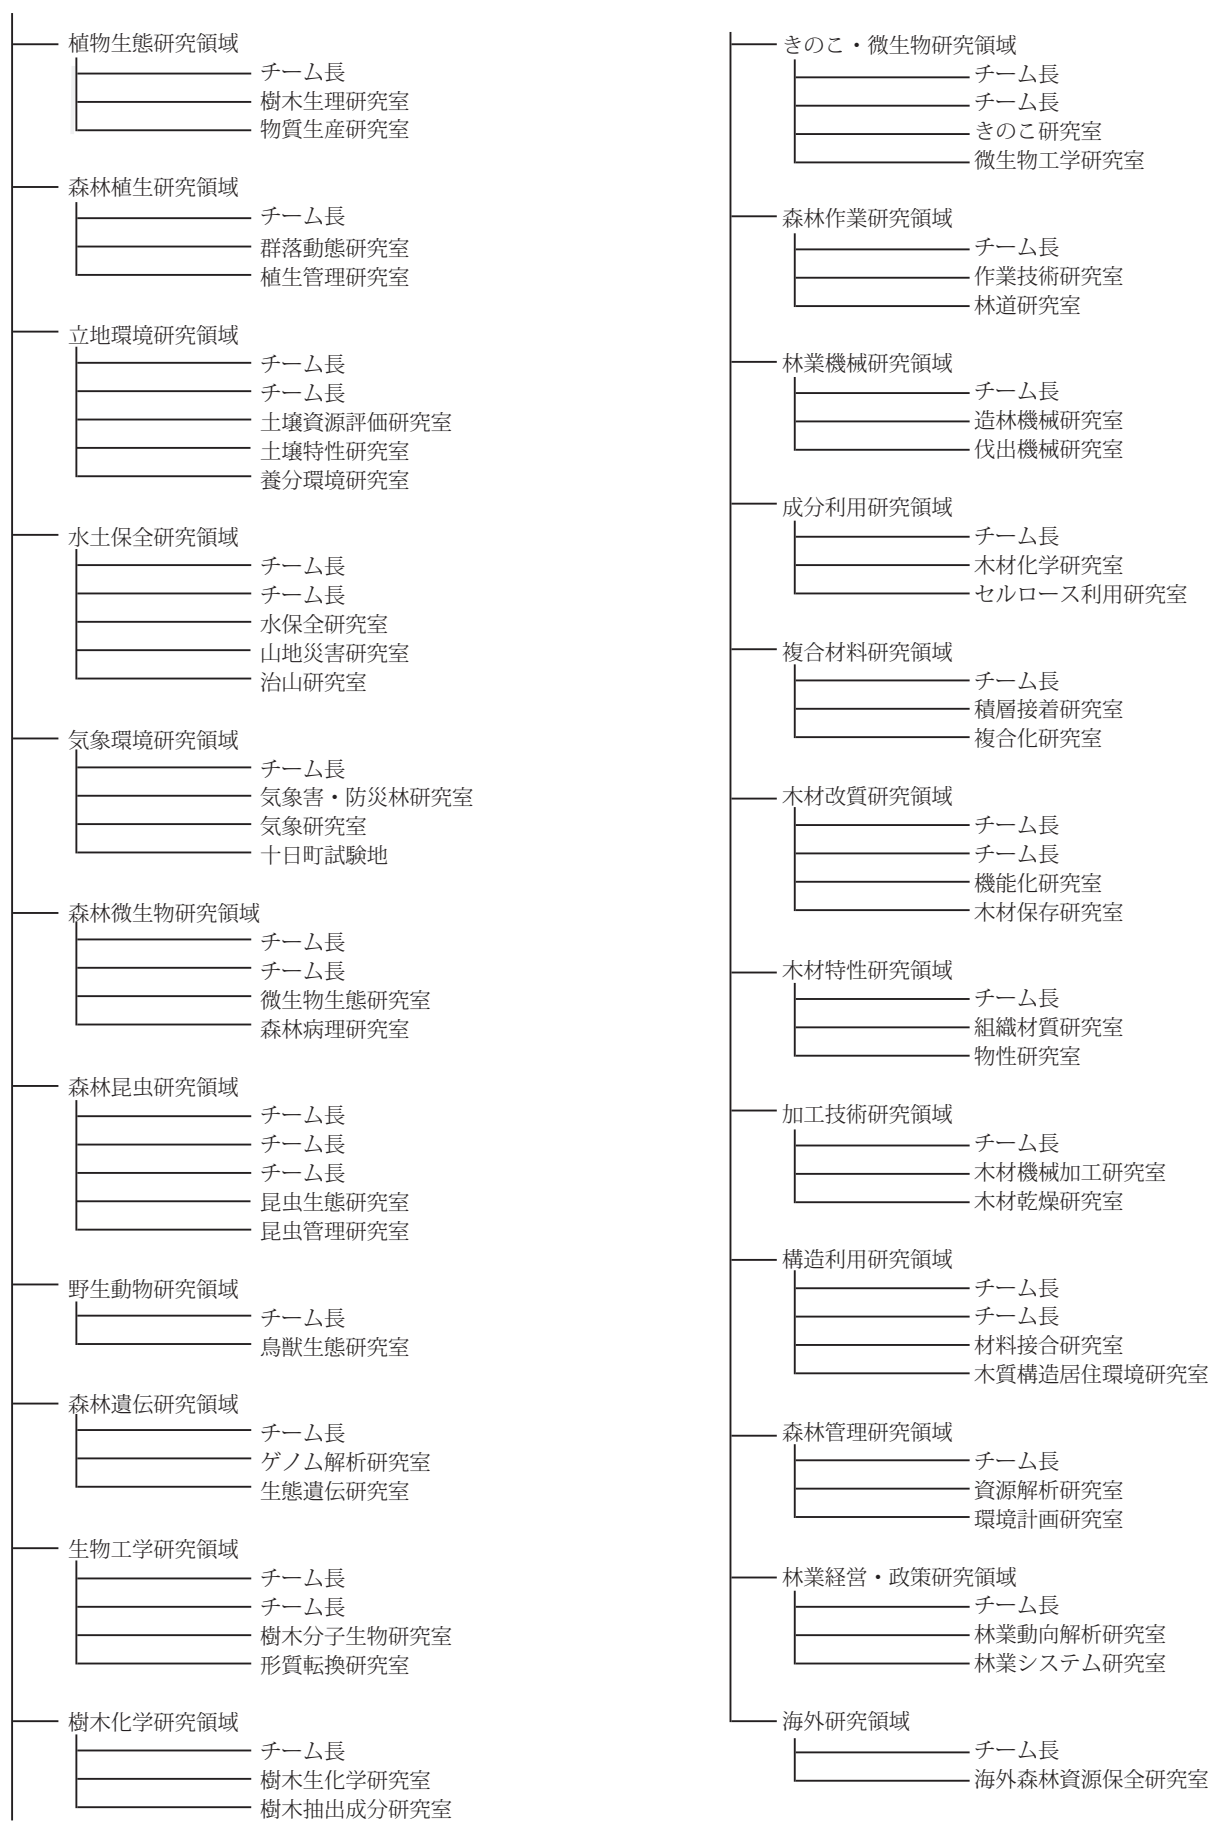 植物生態研究領域
チーム長
樹木生理研究室
物質生産研究室
森林植生研究領域
チーム長
群落動態研究室
植生管理研究室
立地環境研究領域
チーム長
チーム長
土壌資源評価研究室
土壌特性研究室
養分環境研究室
水土保全研究領域
チーム長
チーム長
水保全研究室
山地災害研究室
治山研究室
気象環境研究領域
チーム長
気象害・防災林研究室
気象研究室
十日町試験地
森林微生物研究領域
チーム長
チーム長
微生物生態研究室
森林病理研究室
森林昆虫研究領域
チーム長
チーム長
チーム長
昆虫生態研究室
昆虫管理研究室
野生動物研究領域
チーム長
鳥獣生態研究室
森林遺伝研究領域
チーム長
ゲノム解析研究室
生態遺伝研究室
生物工学研究領域
チーム長
チーム長
樹木分子生物研究室
形質転換研究室
樹木化学研究領域
チーム長
樹木生化学研究室
樹木抽出成分研究室
きのこ・微生物研究領域
チーム長
チーム長
きのこ研究室
微生物工学研究室
森林作業研究領域
チーム長
作業技術研究室
林道研究室
林業機械研究領域
チーム長
造林機械研究室
伐出機械研究室
成分利用研究領域
チーム長
木材化学研究室
セルロース利用研究室
複合材料研究領域
チーム長
積層接着研究室
複合化研究室
木材改質研究領域
チーム長
チーム長
機能化研究室
木材保存研究室
木材特性研究領域
チーム長
組織材質研究室
物性研究室
加工技術研究領域
チーム長
木材機械加工研究室
木材乾燥研究室
構造利用研究領域
チーム長
チーム長
材料接合研究室
木質構造居住環境研究室
森林管理研究領域
チーム長
資源解析研究室
環境計画研究室
林業経営・政策研究領域
チーム長
林業動向解析研究室
林業システム研究室
海外研究領域
チーム長
海外森林資源保全研究室